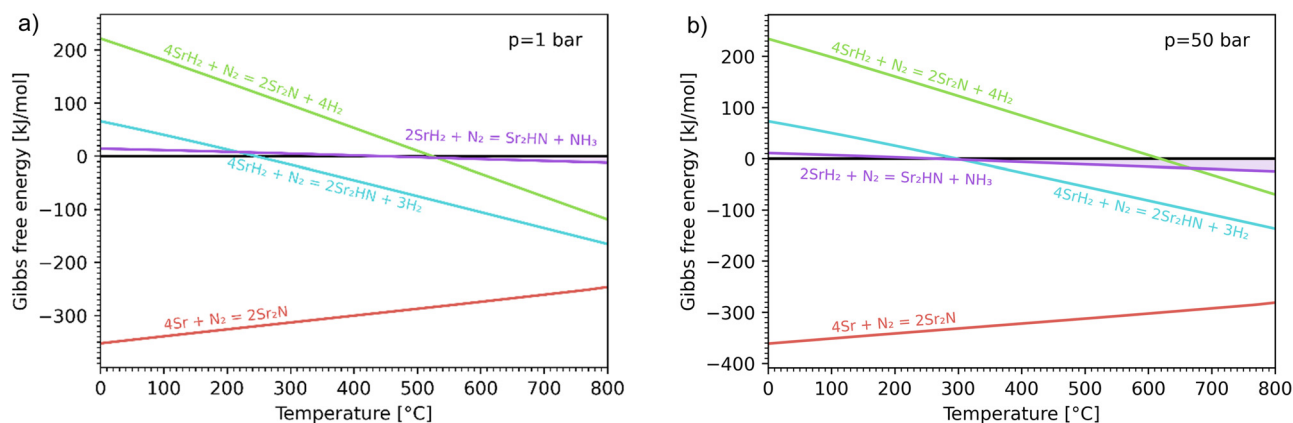 a)
p=1 bar
Gibbs free energy [kJ/mol]
200
100
0
−100
−200
−300
4SrH₂ + N₂ = 2Sr₂N + 4H₂
2SrH₂ + N₂ = Sr₂HN + NH₃
4SrH₂ + N₂ = 2Sr₂HN + 3H₂
4Sr + N₂ = 2Sr₂N
0 100 200 300 400 500 600 700 800
Temperature [°C]
b)
p=50 bar
Gibbs free energy [kJ/mol]
200
100
0
−100
−200
−300
−400
4SrH₂ + N₂ = 2Sr₂N + 4H₂
2SrH₂ + N₂ = Sr₂HN + NH₃
4SrH₂ + N₂ = 2Sr₂HN + 3H₂
4Sr + N₂ = 2Sr₂N
0 100 200 300 400 500 600 700 800
Temperature [°C]